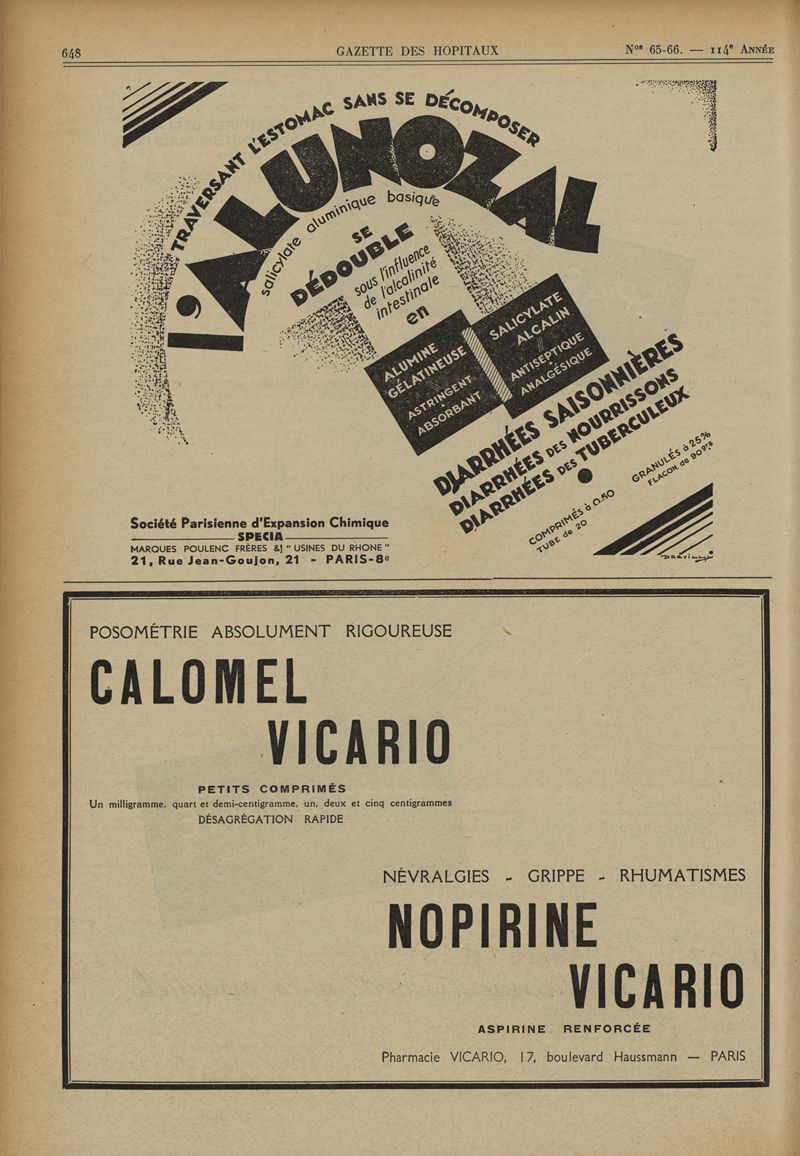 648
GAZETTE DES HOPITAUX
Nos 65-66. — 114e ANNÉE
TRAVERSANT L'ESTOMAC SANS SE DÉCOMPOSER
l'ALUNOZAL
salicylate aluminique basique
SE
DÉDOUBLE
sous l'influence
de l'alcalinité
intestinale
en
ALUMINE
GÉLATINEUSE
=
ASTRINGENT
ABSORBANT
SALICYLATE
ALCALIN
=
ANTISEPTIQUE
ANALGÉSIQUE
DIARRHÉES SAISONNIÈRES
DIARRHÉES DES NOURRISSONS
DIARRHÉES DES TUBERCULEUX
COMPRIMÉS à 0.50
TUBE de 20
GRANULÉS à 25%
FLACON de 90 grs
Société Parisienne d'Expansion Chimique
SPECIA
MARQUES POULENC FRÈRES & "USINES DU RHONE"
21, Rue Jean-Goujon, 21 - PARIS-8e
POSOMÉTRIE ABSOLUMENT RIGOUREUSE
CALOMEL
VICARIO
PETITS COMPRIMÉS
Un milligramme, quart et demi-centigramme, un, deux et cinq centigrammes
DÉSAGRÉGATION RAPIDE
NÉVRALGIES - GRIPPE - RHUMATISMES
NOPIRINE
VICARIO
ASPIRINE RENFORCÉE
Pharmacie VICARIO, 17, boulevard Haussmann — PARIS